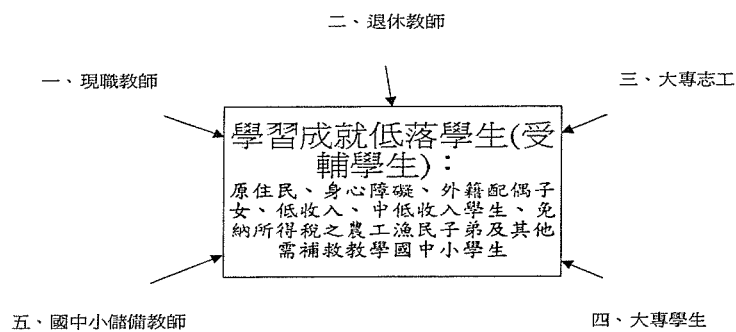 二、退休教師
一、現職教師
三、大專志工
學習成就低落學生(受
輔學生)：
原住民、身心障礙、外籍配偶子
女、低收入、中低收入學生、免
納所得稅之農工漁民子弟及其他
需補救教學國中小學生
五、國中小儲備教師
四、大專學生